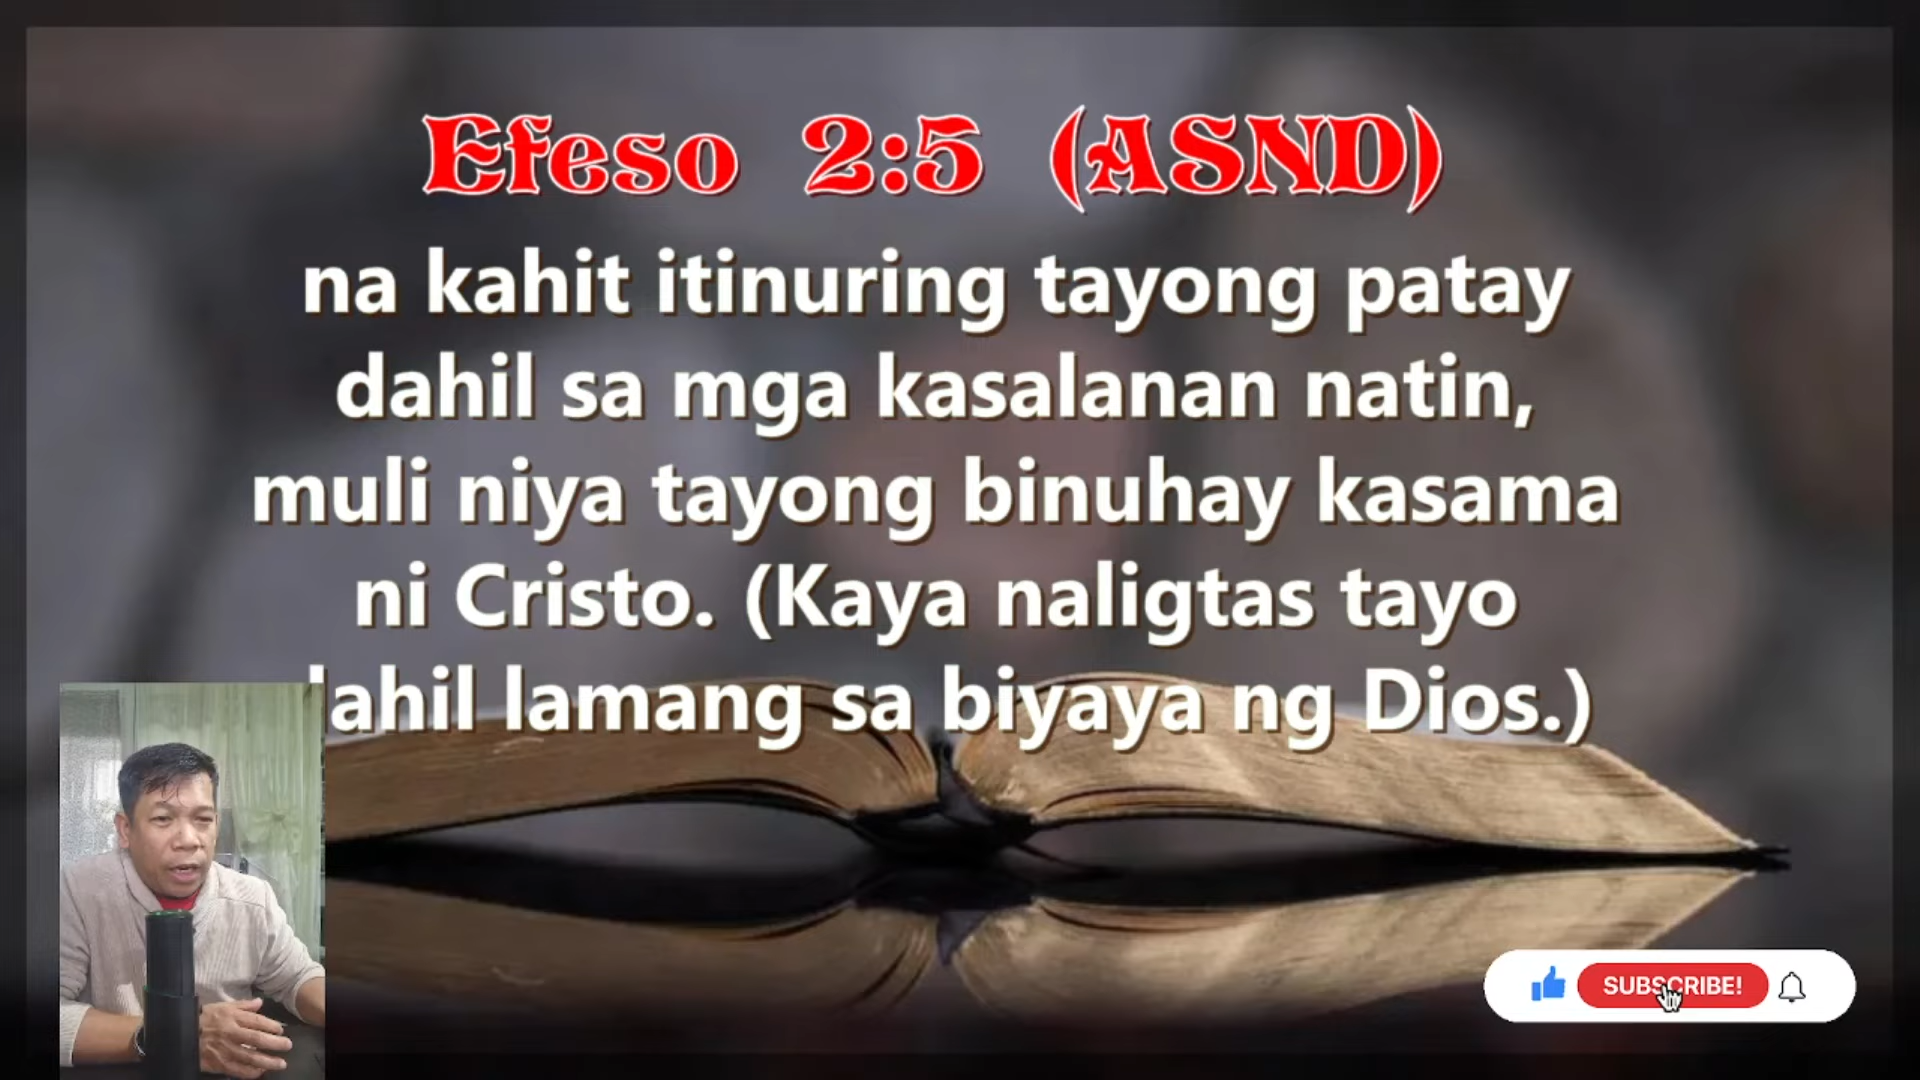 Efeso 2:5 (ASND)
na kahit itinuring tayong patay
dahil sa mga kasalanan natin,
muli niya tayong binuhay kasama
ni Cristo. (Kaya naligtas tayo
dahil lamang sa biyaya ng Dios.)
SUBSCRIBE!